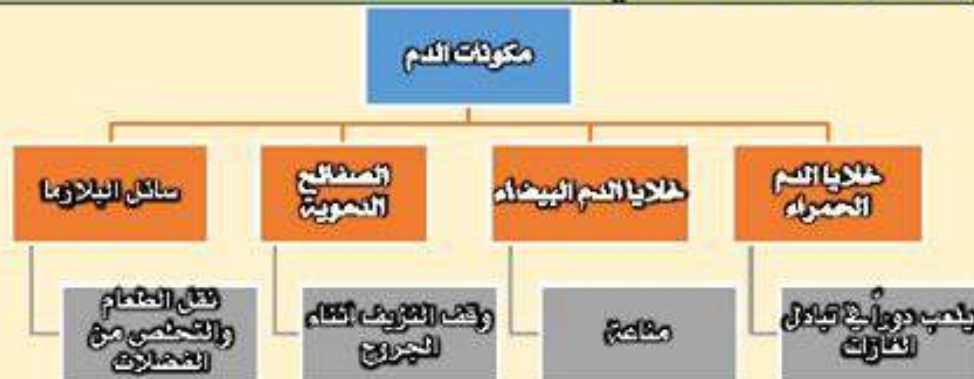 مكونات الدم
خلايا الدم
الحمراء
خلايا الدم البيضاء
الصفائح
الدموية
سائل البلازما
يلعب دوراً في تبادل
الغازات
مناعة
وقف النزيف أثناء
الجروح
نقل الطعام
والتخلص من
الفضلات